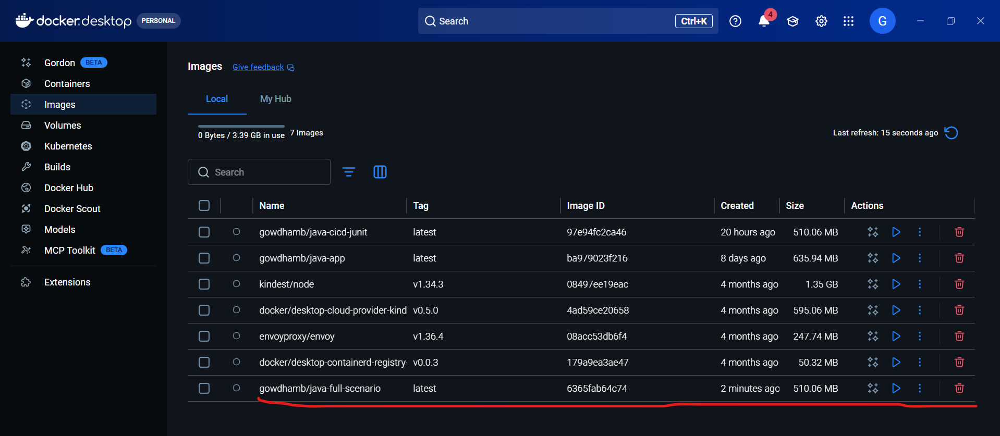 docker.desktop PERSONAL Search Ctrl+K 4 G
Gordon BETA
Containers
Images
Volumes
Kubernetes
Builds
Docker Hub
Docker Scout
Models
MCP Toolkit BETA
Extensions
Images Give feedback
Local My Hub
0 Bytes / 3.39 GB in use 7 images Last refresh: 15 seconds ago
Search
Name Tag Image ID Created Size Actions
gowdhamb/java-cicd-junit latest 97e94fc2ca46 20 hours ago 510.06 MB
gowdhamb/java-app latest ba979023f216 8 days ago 635.94 MB
kindest/node v1.34.3 08497ee19eac 4 months ago 1.35 GB
docker/desktop-cloud-provider-kind v0.5.0 4ad59ce20658 4 months ago 595.06 MB
envoyproxy/envoy v1.36.4 08acc53db6f4 4 months ago 247.74 MB
docker/desktop-containerd-registry- v0.0.3 179a9ea3ae47 4 months ago 50.32 MB
gowdhamb/java-full-scenario latest 6365fab64c74 2 minutes ago 510.06 MB